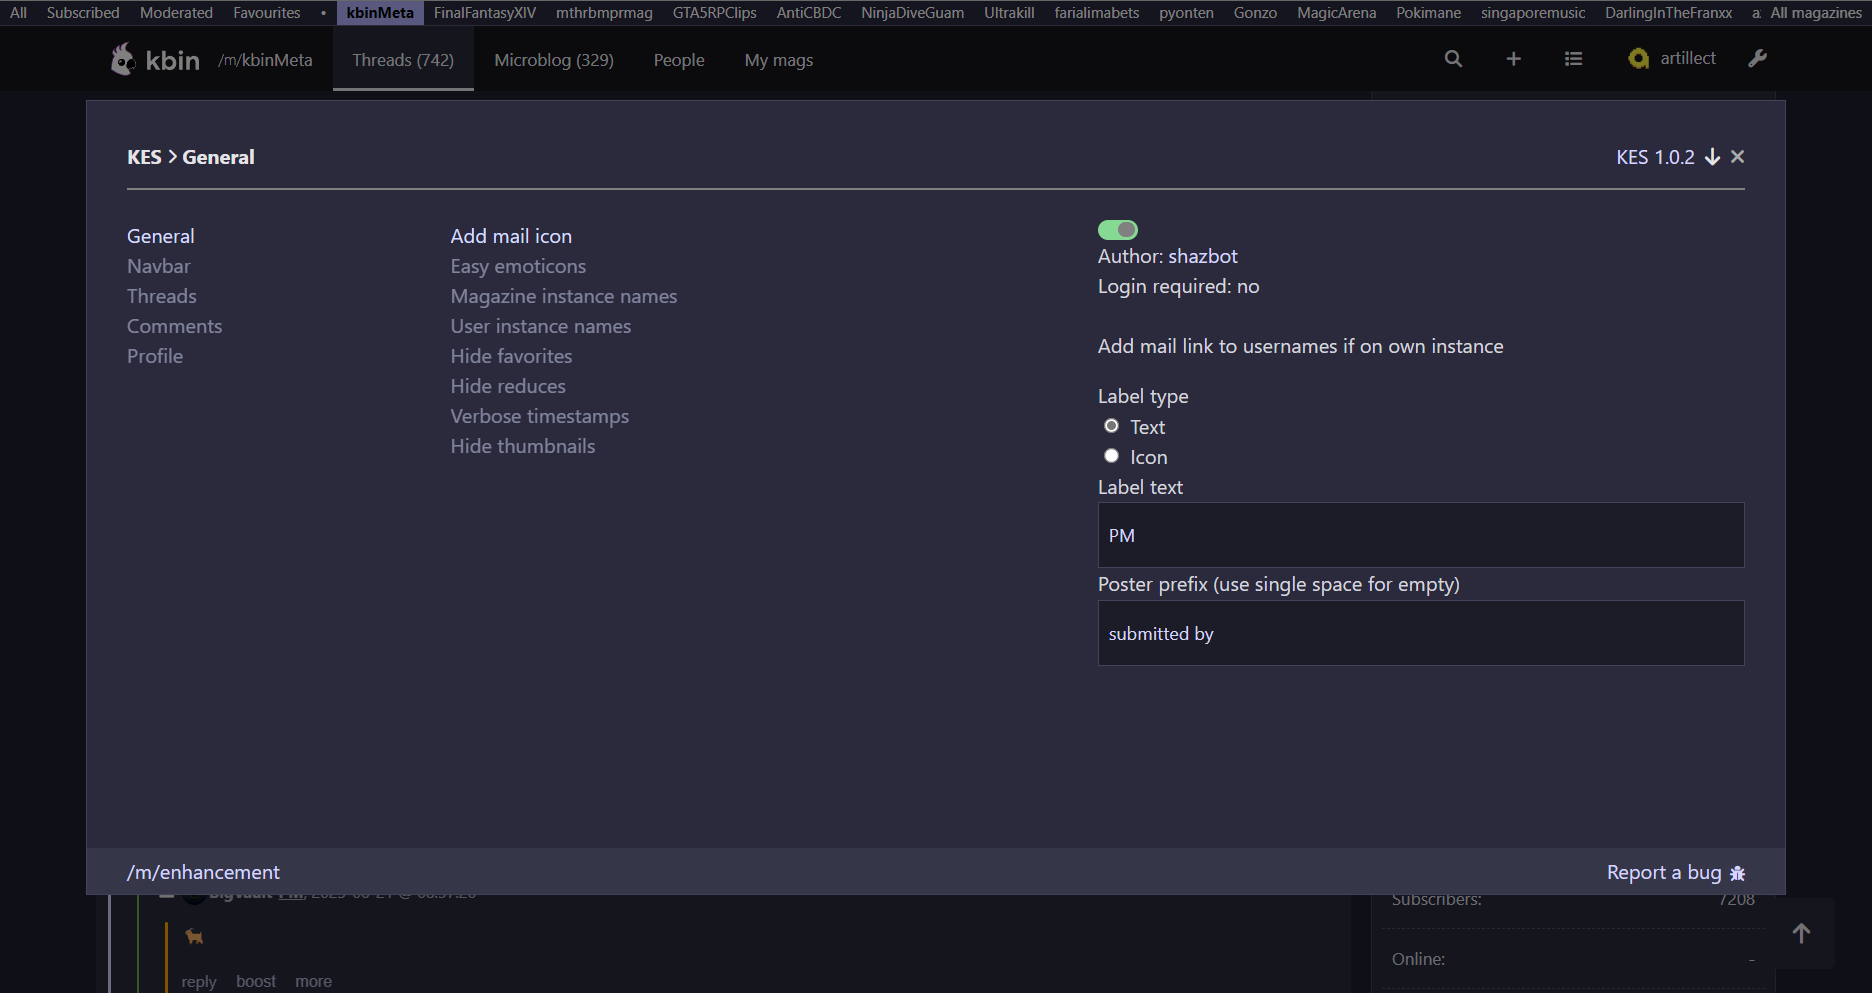 All Subscribed Moderated Favourites • kbinMeta FinalFantasyXIV mthrbmprmag GTA5RPClips AntiCBDC NinjaDiveGuam Ultrakill farialimabets pyonten Gonzo MagicArena Pokimane singaporemusic DarlingInTheFranxx All magazines
kbin /m/kbinMeta Threads (742) Microblog (329) People My mags artillect
KES > General KES 1.0.2
General
Navbar
Threads
Comments
Profile
Add mail icon
Easy emoticons
Magazine instance names
User instance names
Hide favorites
Hide reduces
Verbose timestamps
Hide thumbnails
Author: shazbot
Login required: no
Add mail link to usernames if on own instance
Label type
Text
Icon
Label text
PM
Poster prefix (use single space for empty)
submitted by
/m/enhancement Report a bug
Subscribers: 7208
Online: -
reply boost more